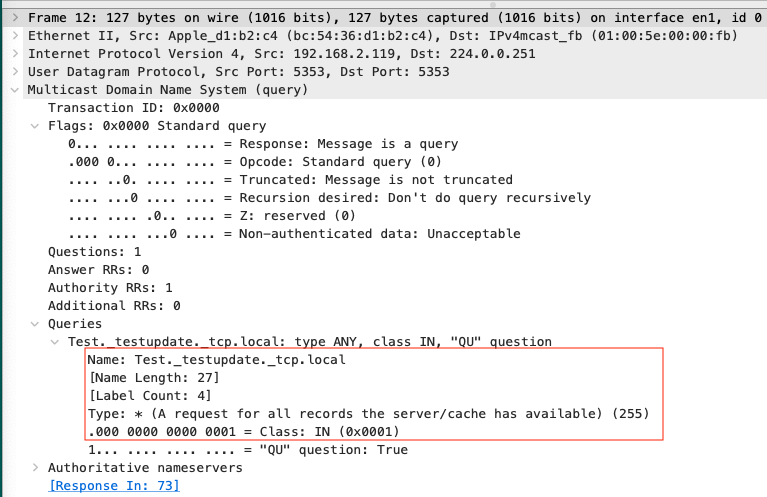 Frame 12: 127 bytes on wire (1016 bits), 127 bytes captured (1016 bits) on interface en1, id 0
Ethernet II, Src: Apple_d1:b2:c4 (bc:54:36:d1:b2:c4), Dst: IPv4mcast_fb (01:00:5e:00:00:fb)
Internet Protocol Version 4, Src: 192.168.2.119, Dst: 224.0.0.251
User Datagram Protocol, Src Port: 5353, Dst Port: 5353
Multicast Domain Name System (query)
Transaction ID: 0x0000
Flags: 0x0000 Standard query
0... .... .... .... = Response: Message is a query
.000 0... .... .... = Opcode: Standard query (0)
.... ..0. .... .... = Truncated: Message is not truncated
.... ...0 .... .... = Recursion desired: Don't do query recursively
.... .... .0.. .... = Z: reserved (0)
.... .... ...0 .... = Non-authenticated data: Unacceptable
Questions: 1
Answer RRs: 0
Authority RRs: 1
Additional RRs: 0
Queries
Test._testupdate._tcp.local: type ANY, class IN, "QU" question
Name: Test._testupdate._tcp.local
[Name Length: 27]
[Label Count: 4]
Type: * (A request for all records the server/cache has available) (255)
.000 0000 0000 0001 = Class: IN (0x0001)
1... .... .... .... = "QU" question: True
Authoritative nameservers
[Response In: 73]